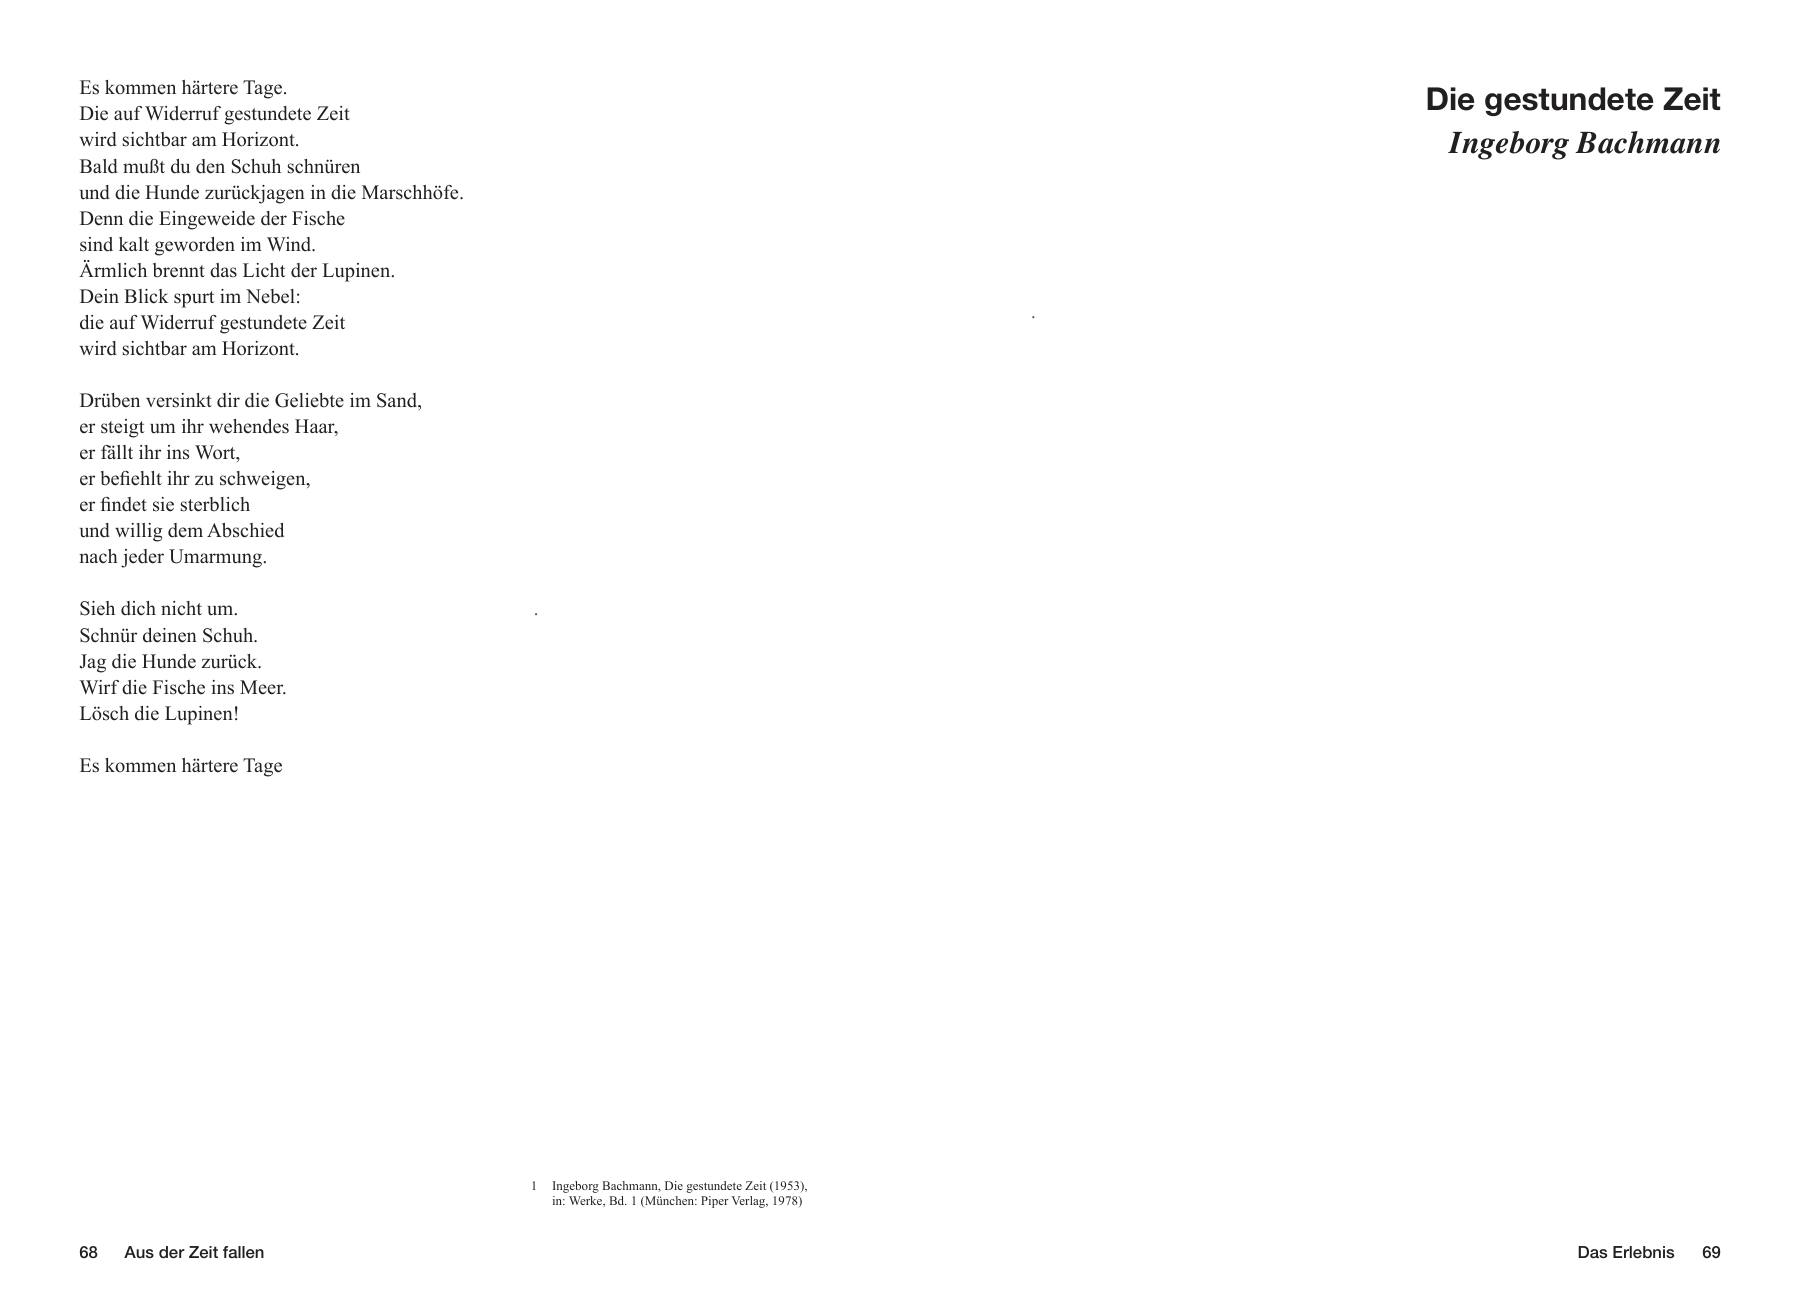 Es kommen härtere Tage.
Die auf Widerruf gestundete Zeit
wird sichtbar am Horizont.
Bald mußt du den Schuh schnüren
und die Hunde zurückjagen in die Marschhöfe.
Denn die Eingeweide der Fische
sind kalt geworden im Wind.
Ärmlich brennt das Licht der Lupinen.
Dein Blick spurt im Nebel:
die auf Widerruf gestundete Zeit
wird sichtbar am Horizont.

Drüben versinkt dir die Geliebte im Sand,
er steigt um ihr wehendes Haar,
er fällt ihr ins Wort,
er befiehlt ihr zu schweigen,
er findet sie sterblich
und willig dem Abschied
nach jeder Umarmung.

Sieh dich nicht um.
Schnür deinen Schuh.
Jag die Hunde zurück.
Wirf die Fische ins Meer.
Lösch die Lupinen!

Es kommen härtere Tage

1 Ingeborg Bachmann, Die gestundete Zeit (1953),
in: Werke, Bd. 1 (München: Piper Verlag, 1978)
68 Aus der Zeit fallen
Die gestundete Zeit
Ingeborg Bachmann
Das Erlebnis 69